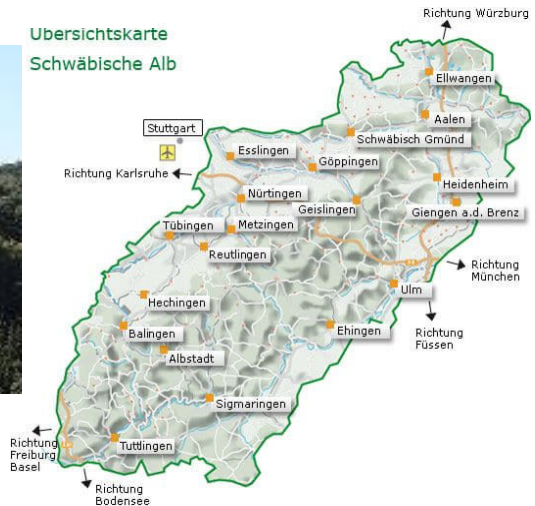 Übersichtskarte
Schwäbische Alb
Richtung Würzburg
Ellwangen
Aalen
Stuttgart
Schwäbisch Gmünd
Esslingen
Göppingen
Richtung Karlsruhe
Heidenheim
Nürtingen
Geislingen
Giengen a.d. Brenz
Tübingen
Metzingen
Reutlingen
Richtung
München
Ulm
Hechingen
Ehingen
Richtung
Füssen
Balingen
Albstadt
Sigmaringen
Richtung
Freiburg
Basel
Tuttlingen
Richtung
Bodensee